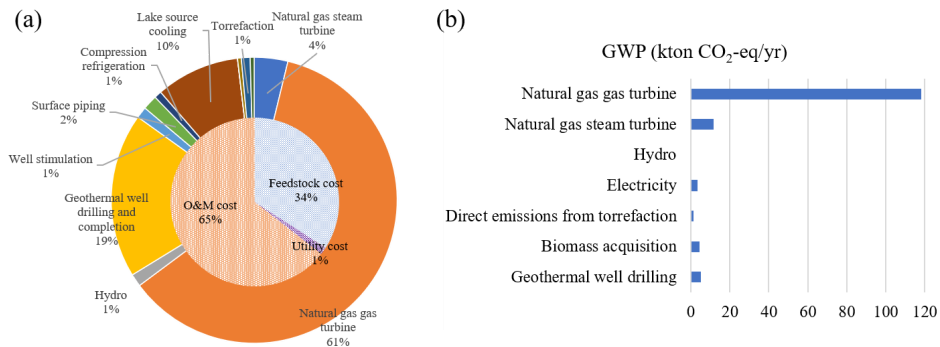 (a)
Lake source
cooling
10%
Torrefaction
1%
Natural gas steam
turbine
4%
Compression
refrigeration
1%
Surface piping
2%
Well stimulation
1%
Geothermal well
drilling and
completion
19%
Hydro
1%
Natural gas gas
turbine
61%
O&M cost
65%
Feedstock cost
34%
Utility cost
1%
(b)
GWP (kton CO₂-eq/yr)
Natural gas gas turbine
Natural gas steam turbine
Hydro
Electricity
Direct emissions from torrefaction
Biomass acquisition
Geothermal well drilling
0 20 40 60 80 100 120